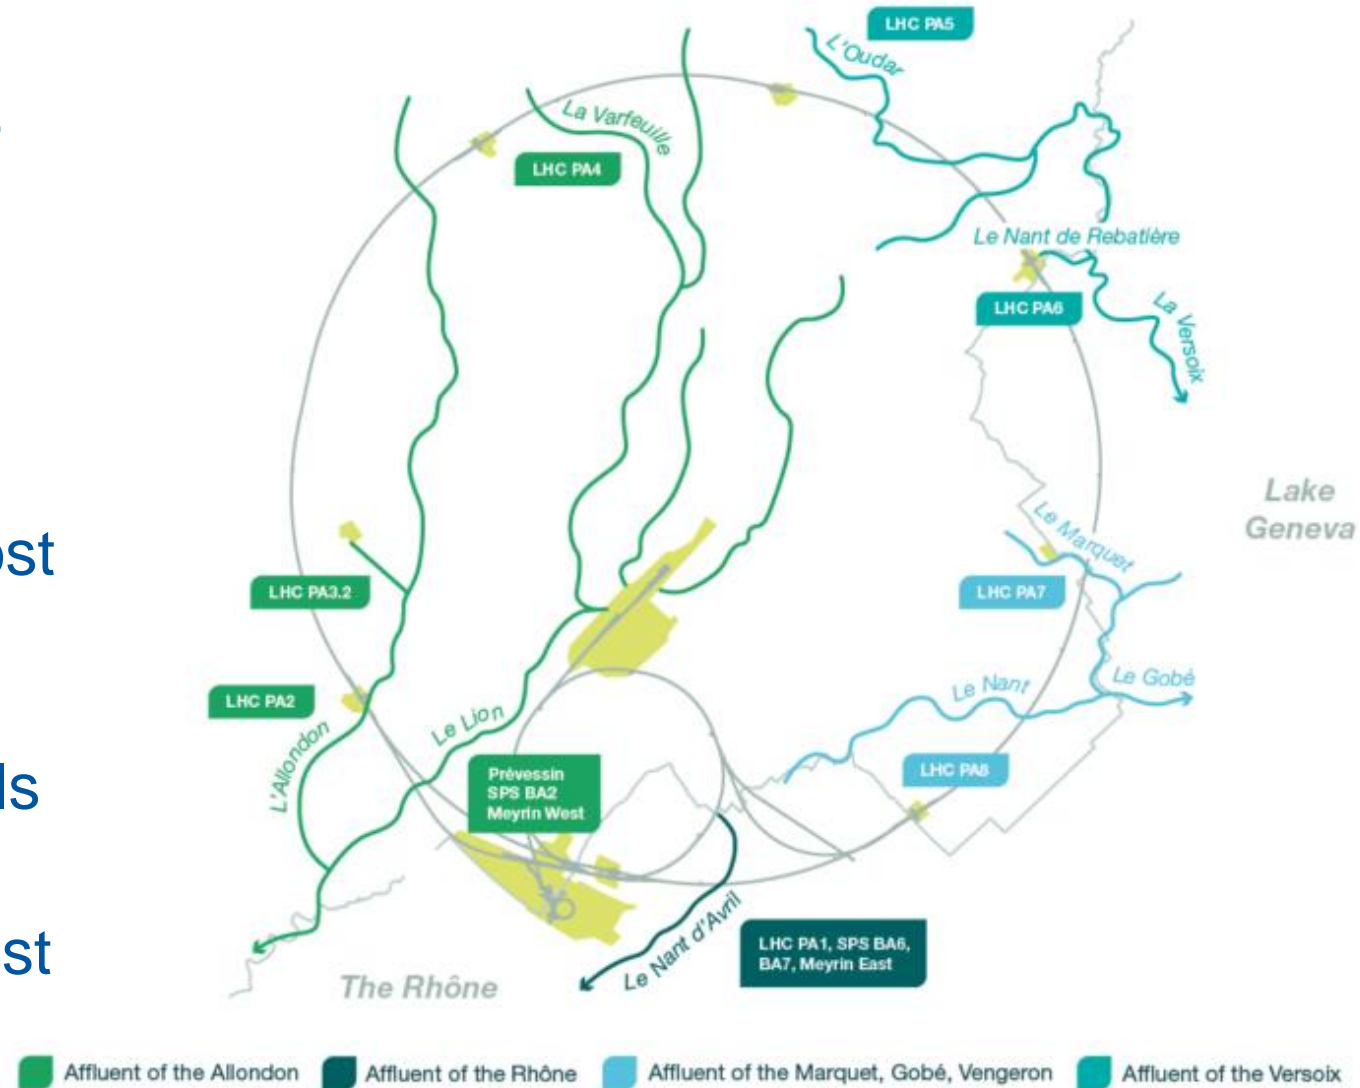 LHC PA5
L'Oudar
La Varfeuille
LHC PA4
Le Nant de Rebatière
LHC PA6
La Versoix
Lake
Geneva
Le Marquet
ost
LHC PA3.2
LHC PA7
Le Gobé
Le Nant
LHC PA2
Le Lion
L'Allondon
LHC PA8
Prévessin
SPS BA2
Meyrin West
ls
Le Nant d'Avril
LHC PA1, SPS BA6,
BA7, Meyrin East
st
The Rhône
Affluent of the Allondon
Affluent of the Rhône
Affluent of the Marquet, Gobé, Vengeron
Affluent of the Versoix